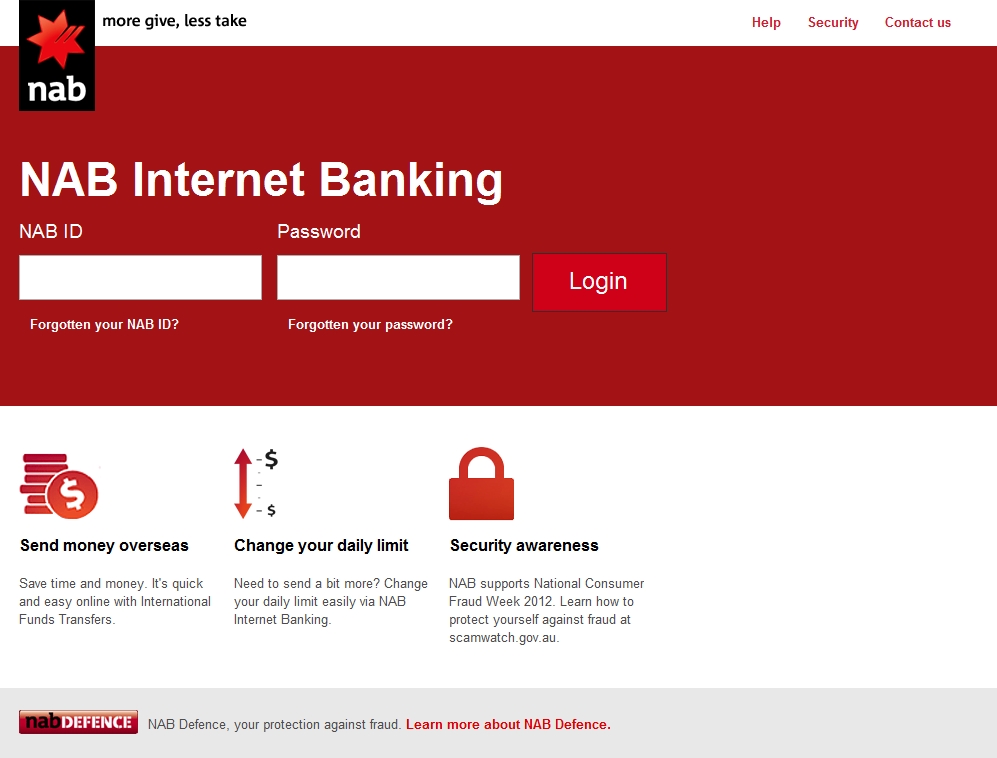 more give, less take
Help Security Contact us
nab
NAB Internet Banking
NAB ID Password
Login
Forgotten your NAB ID? Forgotten your password?
$
$
$
Send money overseas
Save time and money. It's quick
and easy online with International
Funds Transfers.
Change your daily limit
Need to send a bit more? Change
your daily limit easily via NAB
Internet Banking.
Security awareness
NAB supports National Consumer
Fraud Week 2012. Learn how to
protect yourself against fraud at
scamwatch.gov.au.
nabDEFENCE NAB Defence, your protection against fraud. Learn more about NAB Defence.